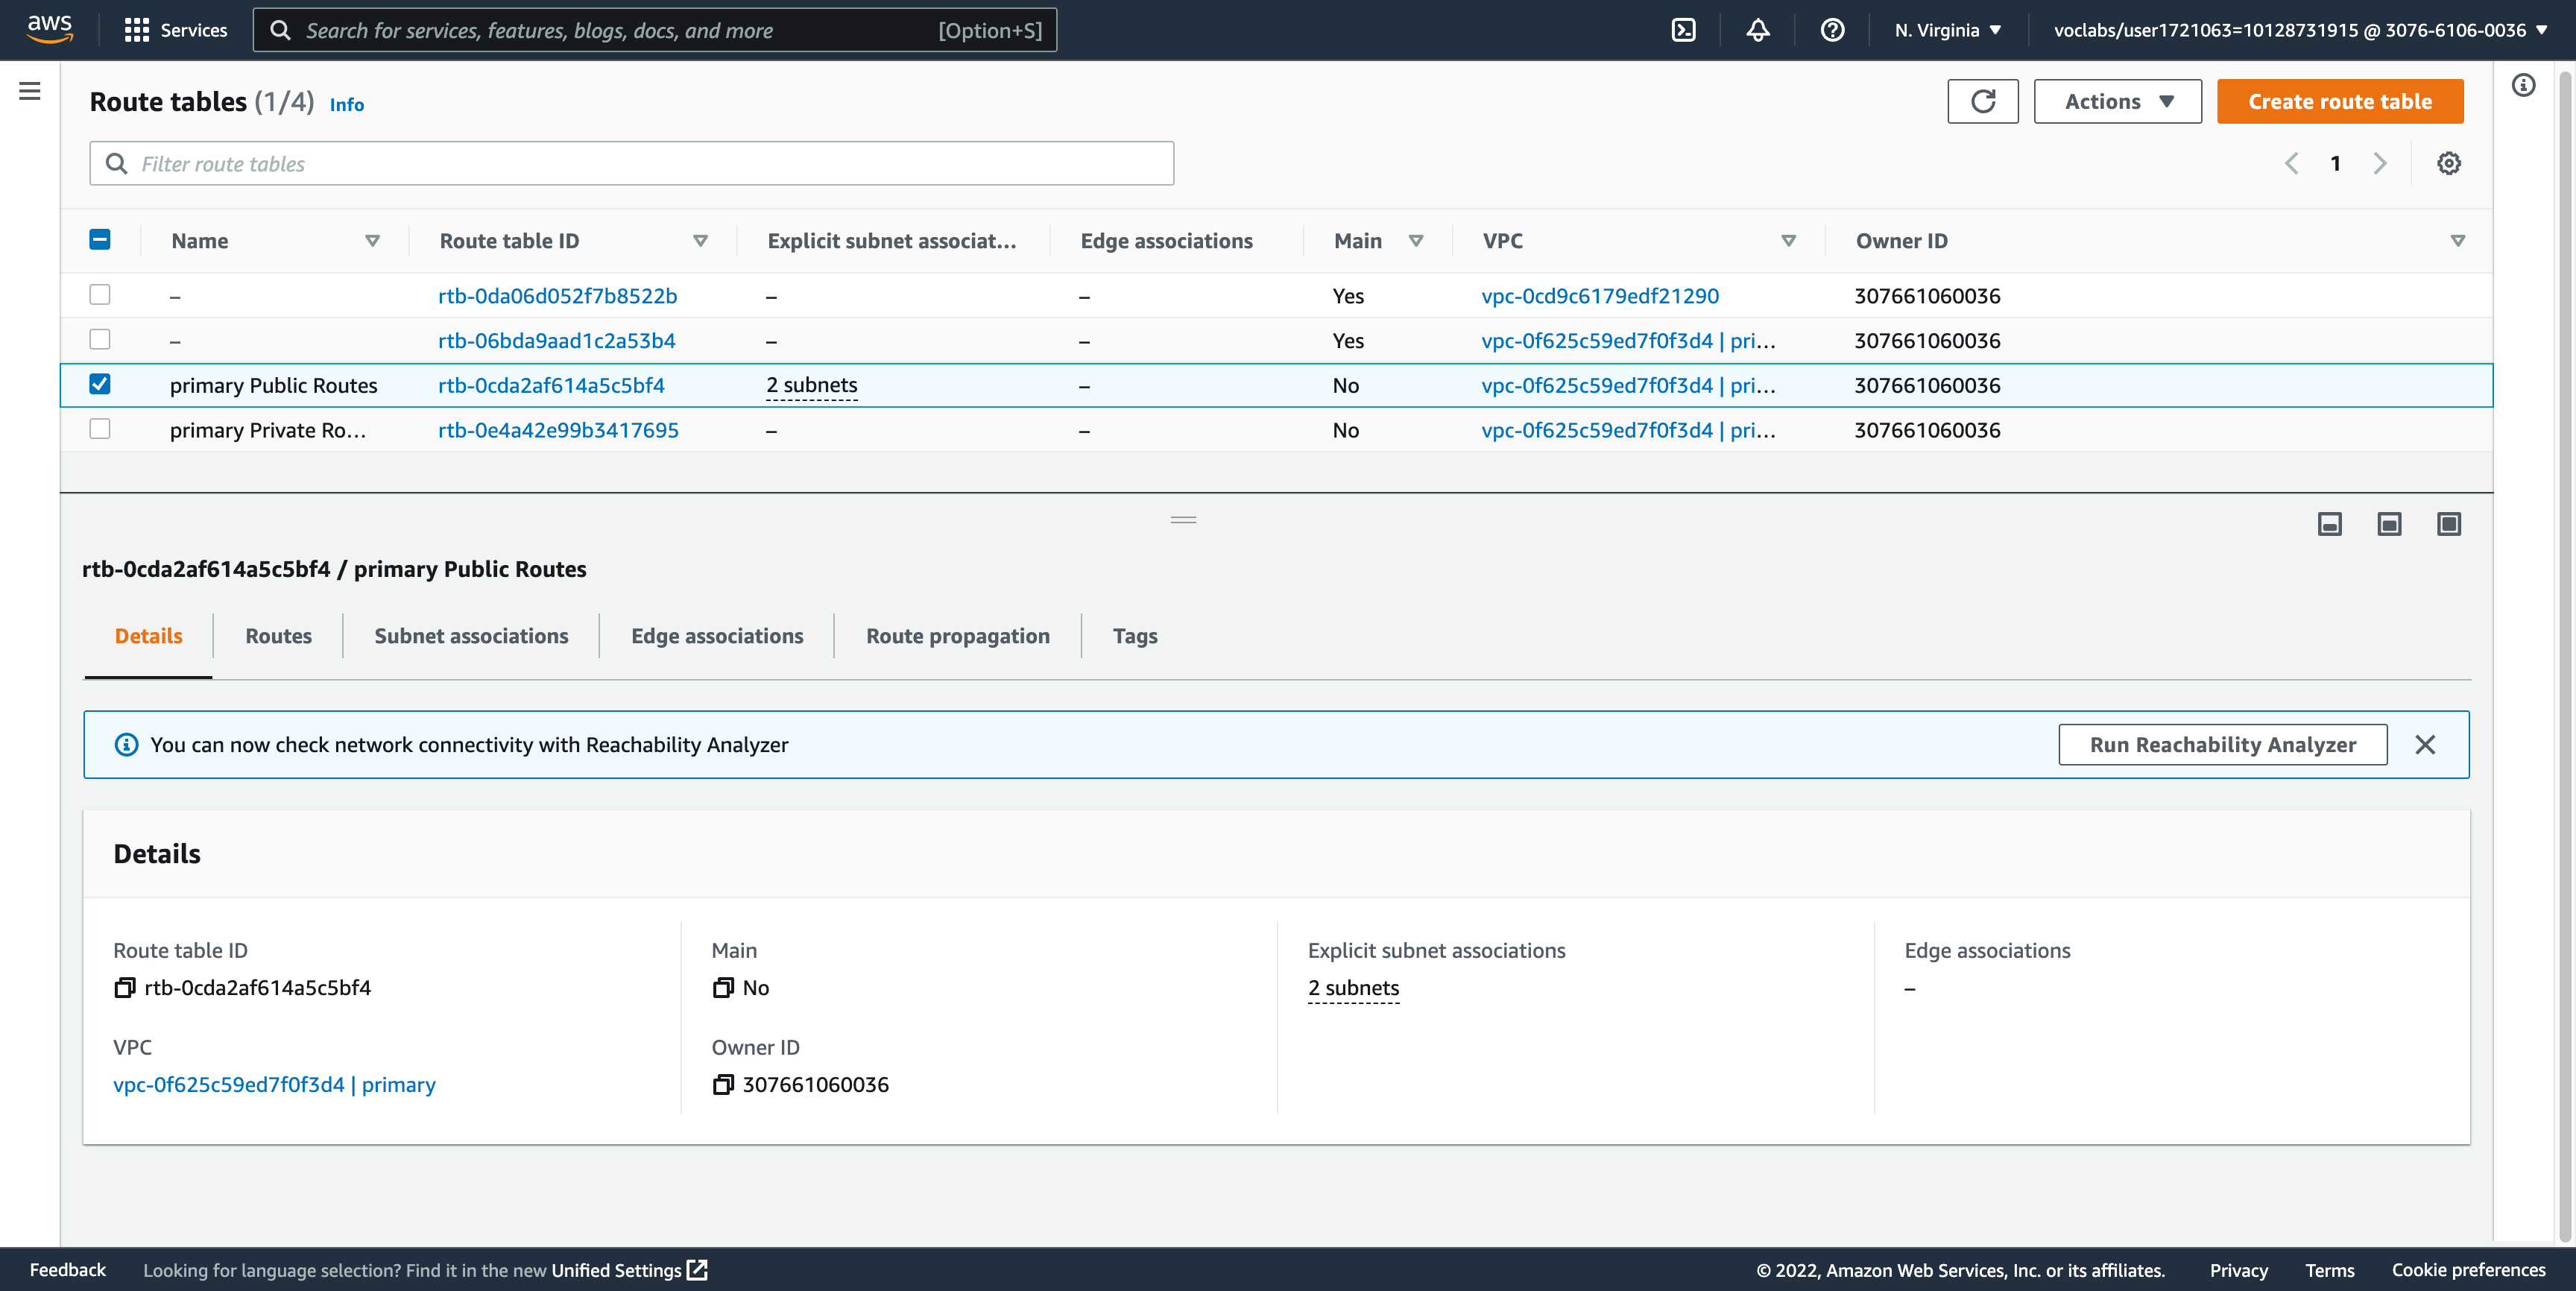 aws Services Search for services, features, blogs, docs, and more [Option+S] N. Virginia ▼ voclabs/user1721063=10128731915 @ 3076-6106-0036 ▼
Route tables (1/4) Info Actions ▼ Create route table
Filter route tables 1
Name Route table ID Explicit subnet associat... Edge associations Main VPC Owner ID
– rtb-0da06d052f7b8522b – – Yes vpc-0cd9c6179edf21290 307661060036
– rtb-06bda9aad1c2a53b4 – – Yes vpc-0f625c59ed7f0f3d4 | pri... 307661060036
primary Public Routes rtb-0cda2af614a5c5bf4 2 subnets – No vpc-0f625c59ed7f0f3d4 | pri... 307661060036
primary Private Ro... rtb-0e4a42e99b3417695 – – No vpc-0f625c59ed7f0f3d4 | pri... 307661060036
rtb-0cda2af614a5c5bf4 / primary Public Routes
Details Routes Subnet associations Edge associations Route propagation Tags
You can now check network connectivity with Reachability Analyzer Run Reachability Analyzer
Details
Route table ID Main Explicit subnet associations Edge associations
rtb-0cda2af614a5c5bf4 No 2 subnets –
VPC Owner ID
vpc-0f625c59ed7f0f3d4 | primary 307661060036
Feedback Looking for language selection? Find it in the new Unified Settings © 2022, Amazon Web Services, Inc. or its affiliates. Privacy Terms Cookie preferences